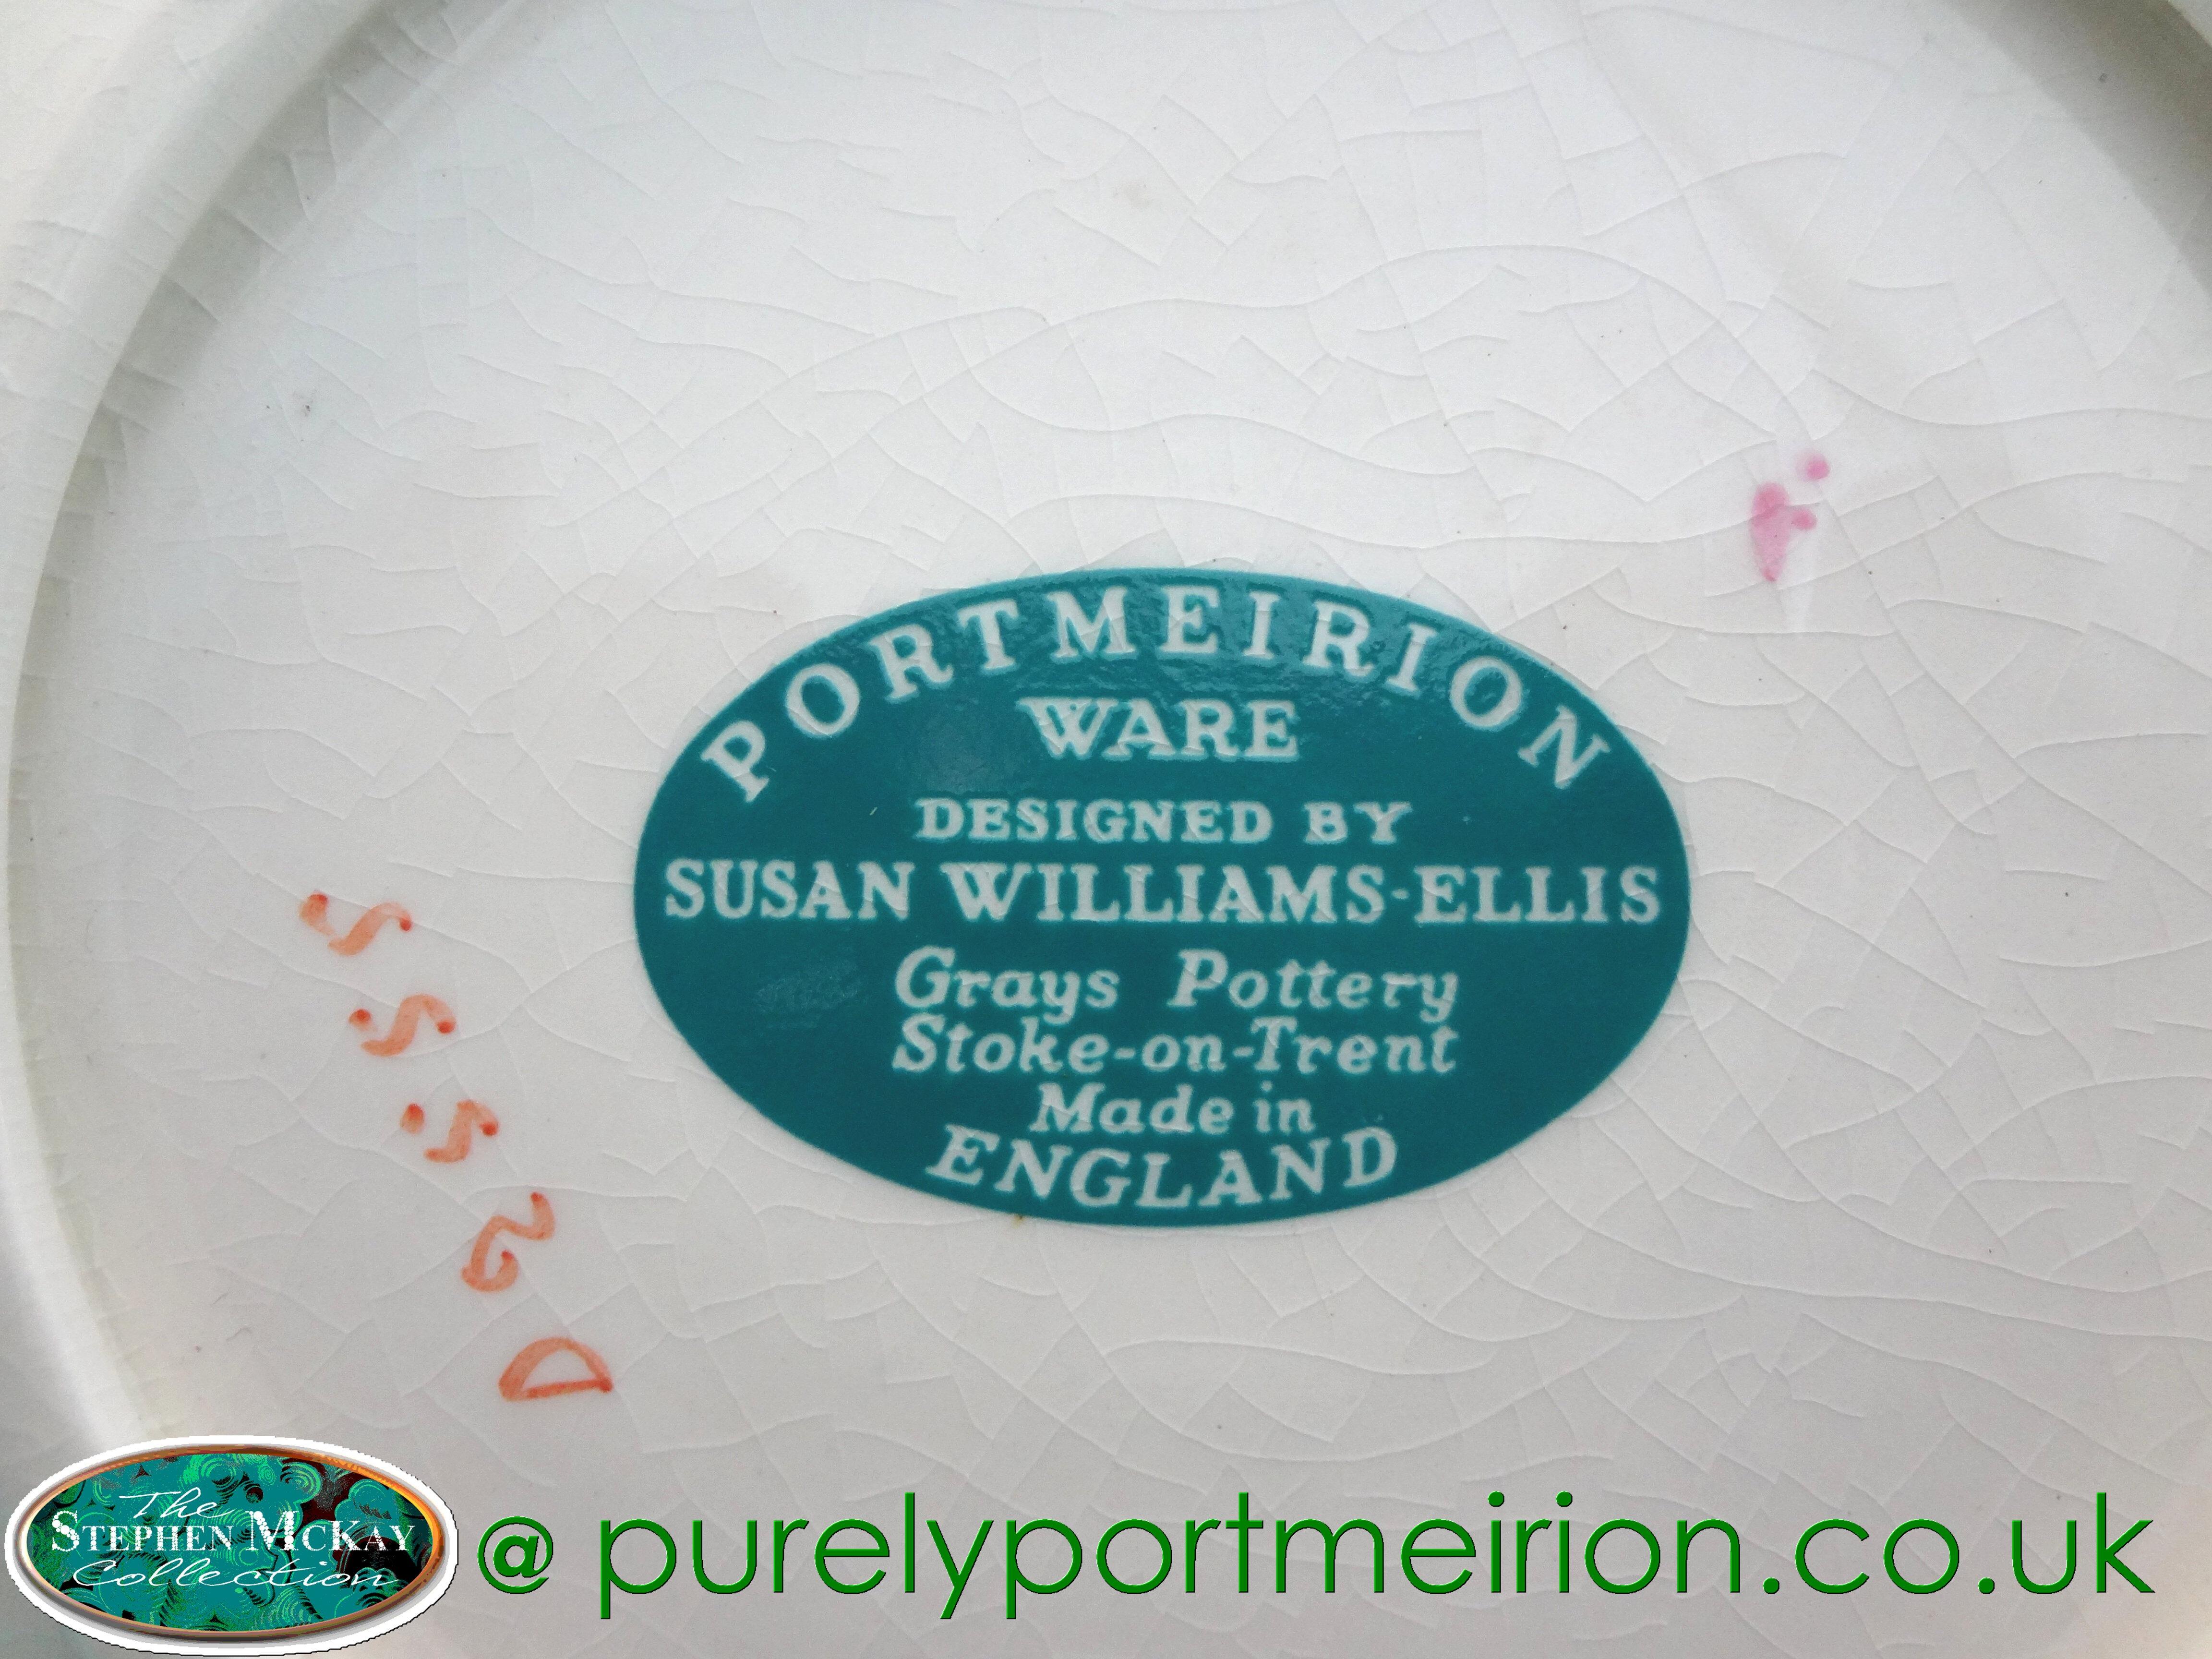 PORTMEIRION
WARE
DESIGNED BY
SUSAN WILLIAMS-ELLIS
Grays Pottery
Stoke-on-Trent
Made in
ENGLAND
The
STEPHEN MCKAY
Collection
@ purelyportmeirion.co.uk